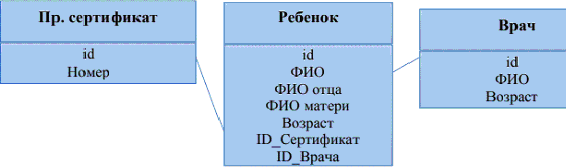 Пр. сертификат
id
Номер
Ребенок
id
ФИО
ФИО отца
ФИО матери
Возраст
ID_Сертификат
ID_Врача
Врач
id
ФИО
Возраст